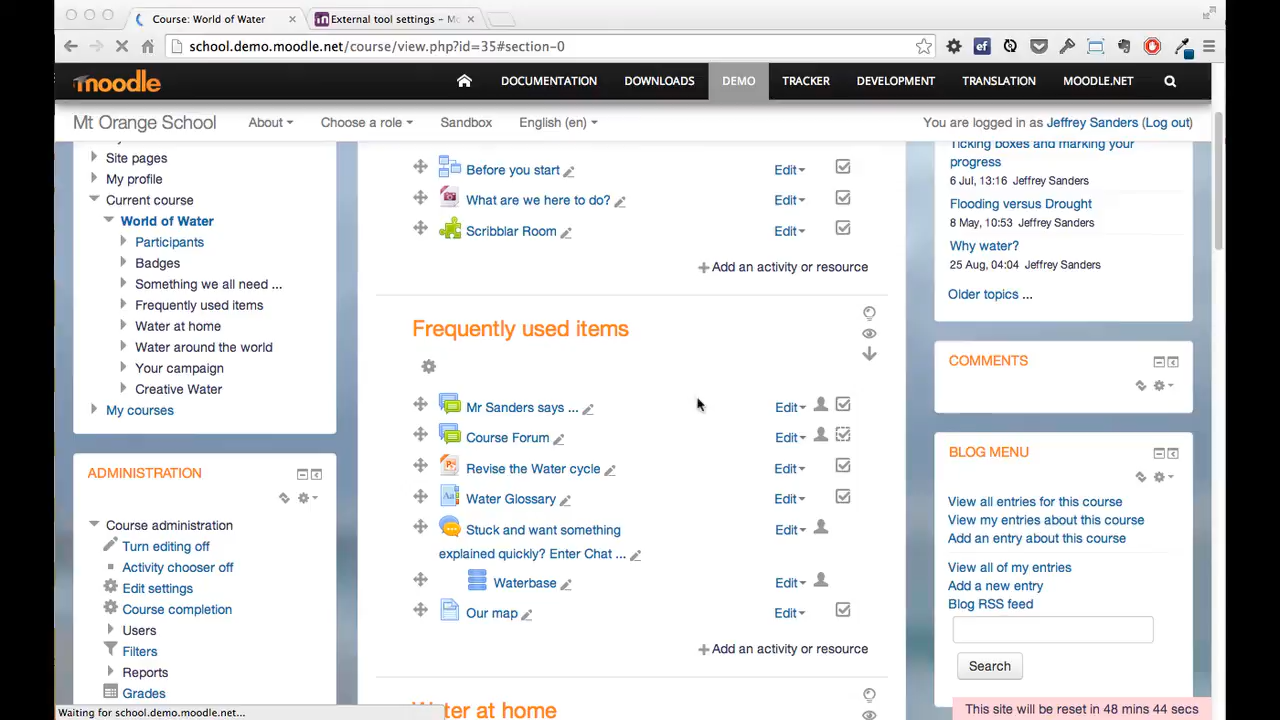 Course: World of Water
External tool settings – Mo
school.demo.moodle.net/course/view.php?id=35#section-0
moodle
DOCUMENTATION
DOWNLOADS
DEMO
TRACKER
DEVELOPMENT
TRANSLATION
MOODLE.NET
Mt Orange School
About
Choose a role
Sandbox
English (en)
You are logged in as Jeffrey Sanders (Log out)
Site pages
My profile
Current course
World of Water
Participants
Badges
Something we all need ...
Frequently used items
Water at home
Water around the world
Your campaign
Creative Water
My courses
ADMINISTRATION
Course administration
Turn editing off
Activity chooser off
Edit settings
Course completion
Users
Filters
Reports
Grades
Before you start
Edit
What are we here to do?
Edit
Scribblar Room
Edit
Add an activity or resource
Frequently used items
Mr Sanders says ...
Edit
Course Forum
Edit
Revise the Water cycle
Edit
Water Glossary
Edit
Stuck and want something
explained quickly? Enter Chat ...
Edit
Waterbase
Edit
Our map
Edit
Add an activity or resource
Water at home
Ticking boxes and marking your
progress
6 Jul, 13:16 Jeffrey Sanders
Flooding versus Drought
8 May, 10:53 Jeffrey Sanders
Why water?
25 Aug, 04:04 Jeffrey Sanders
Older topics ...
COMMENTS
BLOG MENU
View all entries for this course
View my entries about this course
Add an entry about this course
View all of my entries
Add a new entry
Blog RSS feed
Search
Waiting for school.demo.moodle.net...
This site will be reset in 48 mins 44 secs